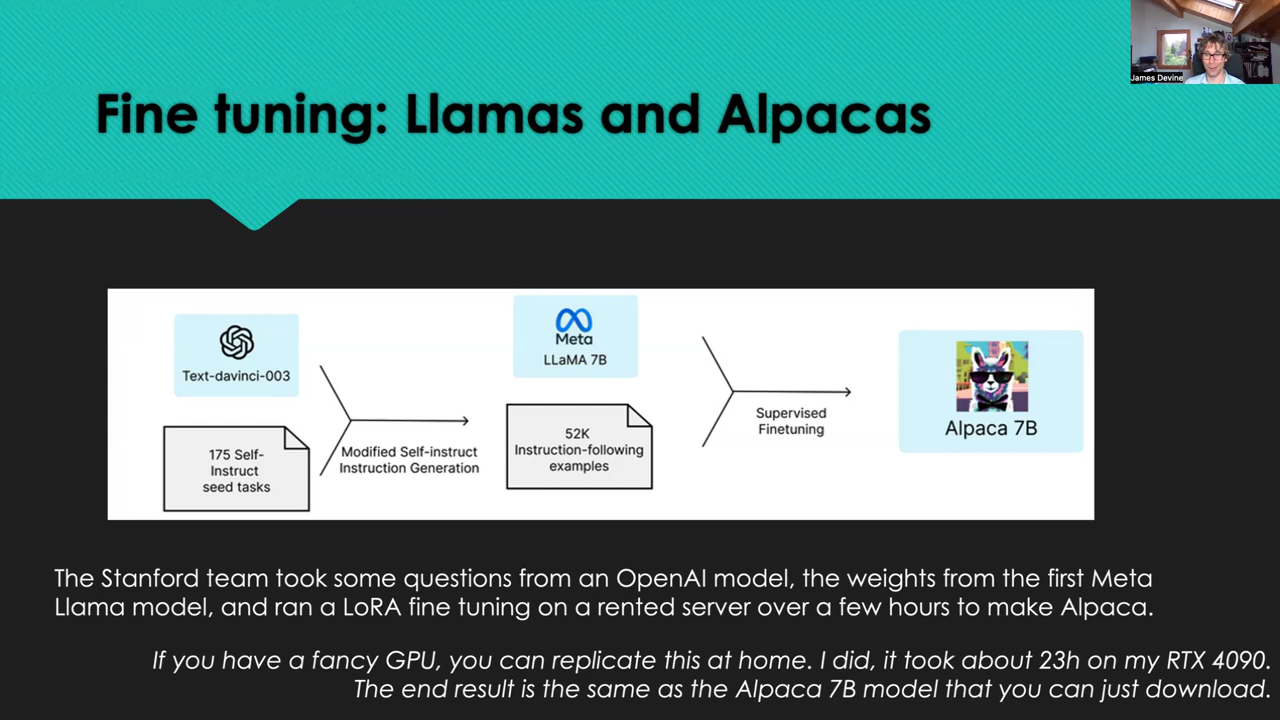 James Devine
Fine tuning: Llamas and Alpacas
Text-davinci-003
175 Self-
Instruct
seed tasks
Modified Self-instruct
Instruction Generation
Meta
LLaMA 7B
52K
Instruction-following
examples
Supervised
Finetuning
Alpaca 7B
The Stanford team took some questions from an OpenAI model, the weights from the first Meta
Llama model, and ran a LoRA fine tuning on a rented server over a few hours to make Alpaca.
If you have a fancy GPU, you can replicate this at home. I did, it took about 23h on my RTX 4090.
The end result is the same as the Alpaca 7B model that you can just download.